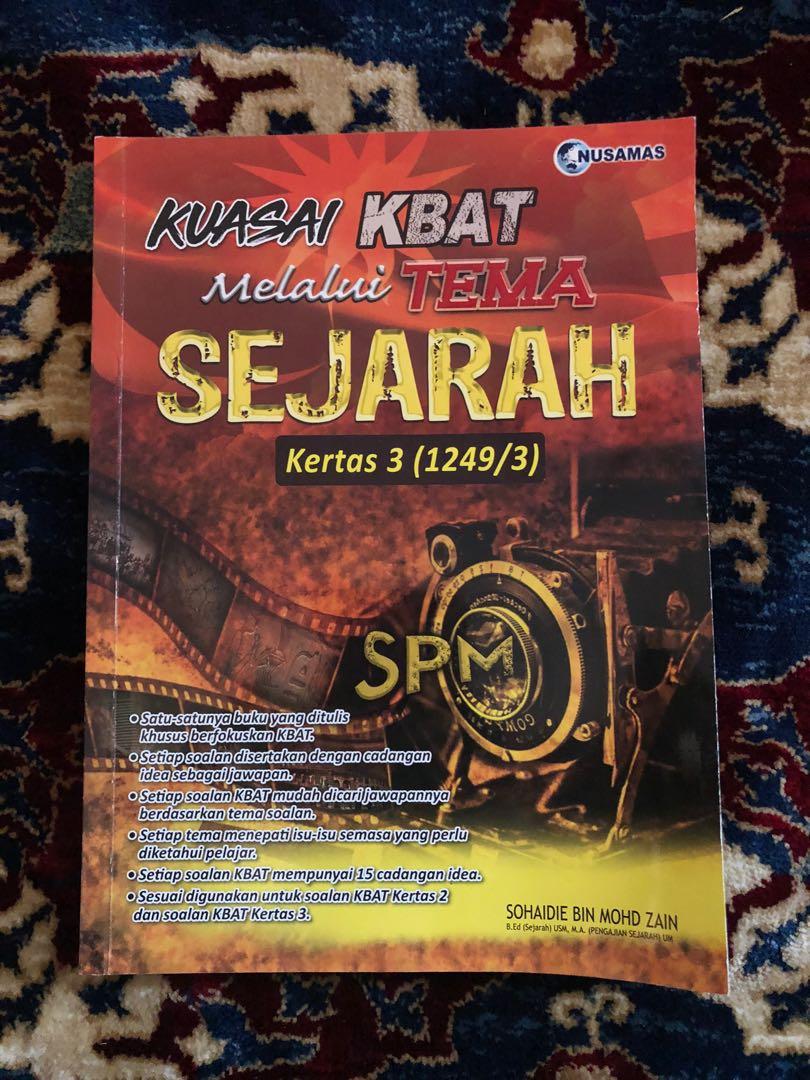 NUSAMAS
KUASAI KBAT
Melalui TEMA
SEJARAH
Kertas 3 (1249/3)
SPM
• Satu-satunya buku yang ditulis
khusus berfokuskan KBAT.
• Setiap soalan disertakan dengan cadangan
idea sebagai jawapan.
• Setiap soalan KBAT mudah dicari jawapannya
berdasarkan tema soalan.
• Setiap tema menepati isu-isu semasa yang perlu
diketahui pelajar.
• Setiap soalan KBAT mempunyai 15 cadangan idea.
• Sesuai digunakan untuk soalan KBAT Kertas 2
dan soalan KBAT Kertas 3.
SOHAIDIE BIN MOHD ZAIN
B.Ed (Sejarah) USM, M.A. (PENGAJIAN SEJARAH) UM